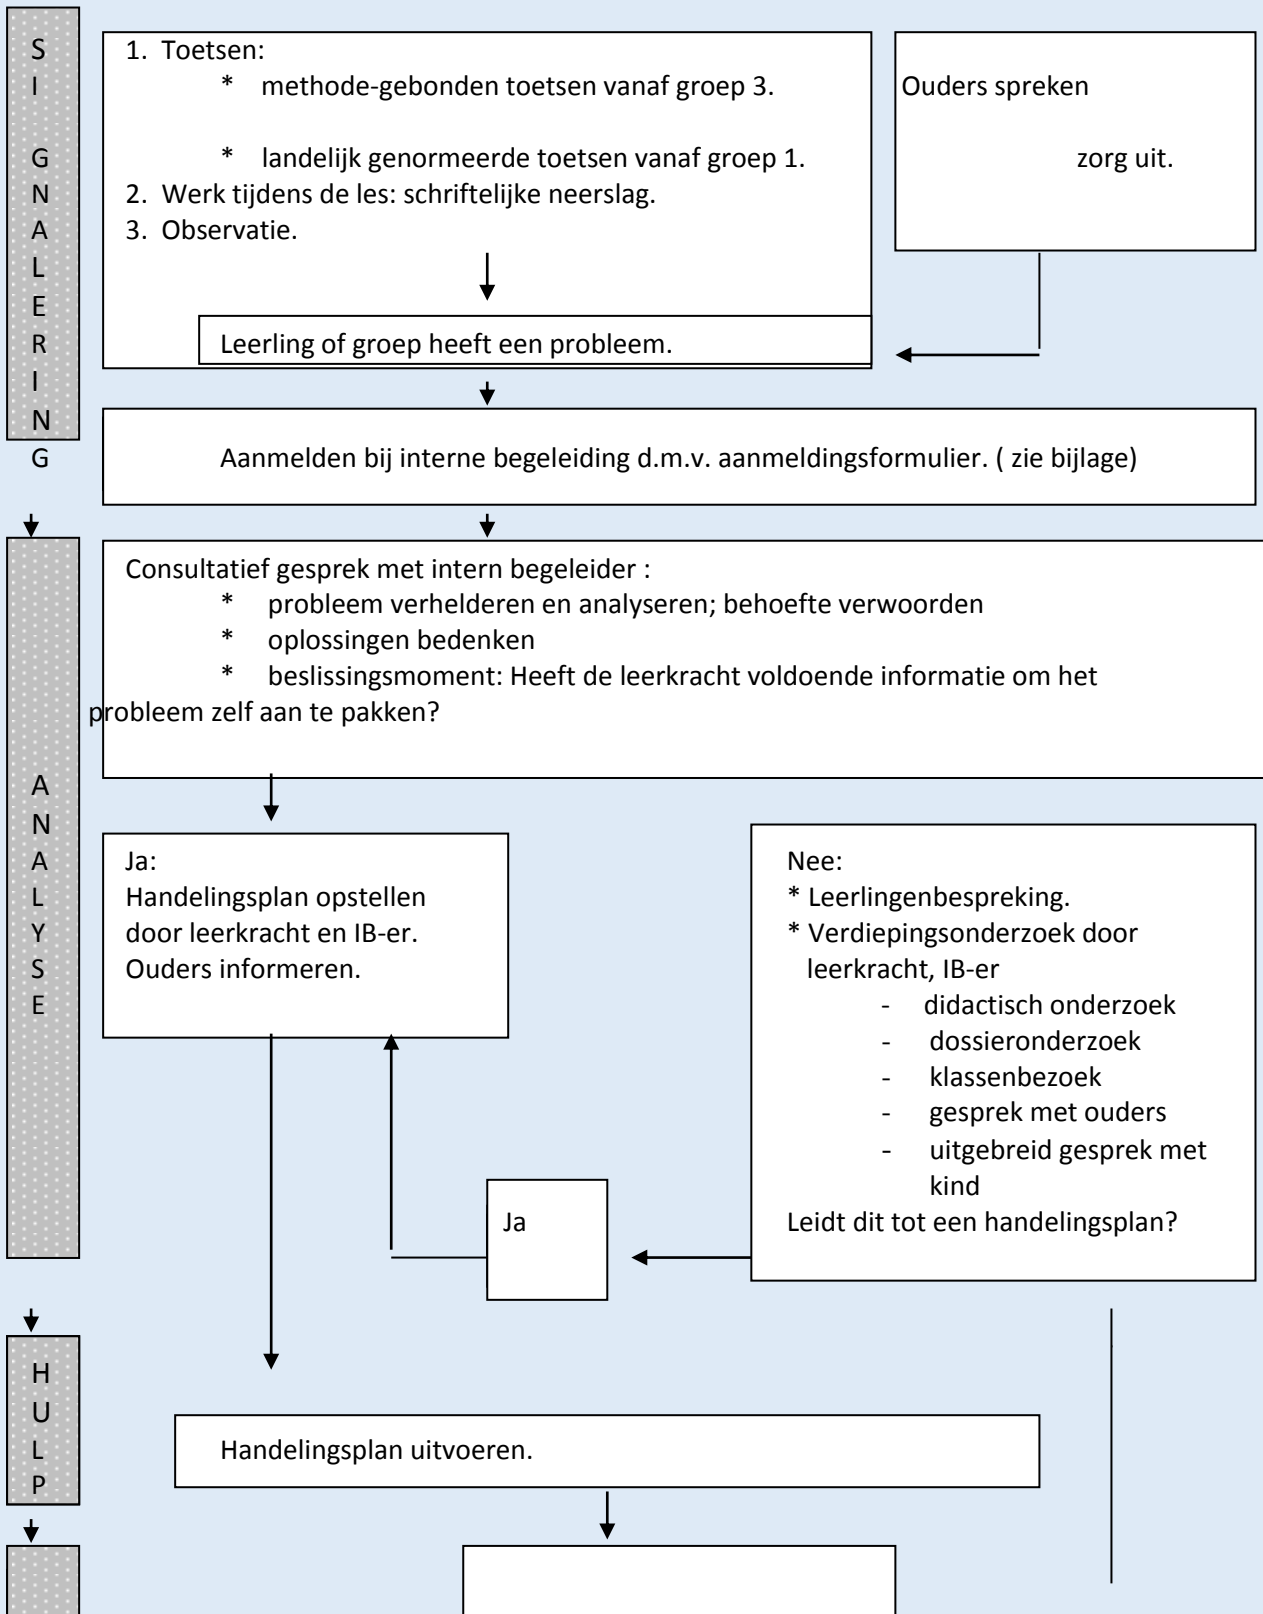 S
I
G
N
A
L
E
R
I
N
G
1. Toetsen:
* methode-gebonden toetsen vanaf groep 3.
* landelijk genormeerde toetsen vanaf groep 1.
2. Werk tijdens de les: schriftelijke neerslag.
3. Observatie.
Leerling of groep heeft een probleem.
Ouders spreken
zorg uit.
Aanmelden bij interne begeleiding d.m.v. aanmeldingsformulier. ( zie bijlage)
A
N
A
L
Y
S
E
Consultatief gesprek met intern begeleider :
* probleem verhelderen en analyseren; behoefte verwoorden
* oplossingen bedenken
* beslissingsmoment: Heeft de leerkracht voldoende informatie om het
probleem zelf aan te pakken?
Ja:
Handelingsplan opstellen
door leerkracht en IB-er.
Ouders informeren.
Nee:
* Leerlingenbespreking.
* Verdiepingsonderzoek door
leerkracht, IB-er
- didactisch onderzoek
- dossieronderzoek
- klassenbezoek
- gesprek met ouders
- uitgebreid gesprek met
kind
Leidt dit tot een handelingsplan?
Ja
H
U
L
P
Handelingsplan uitvoeren.